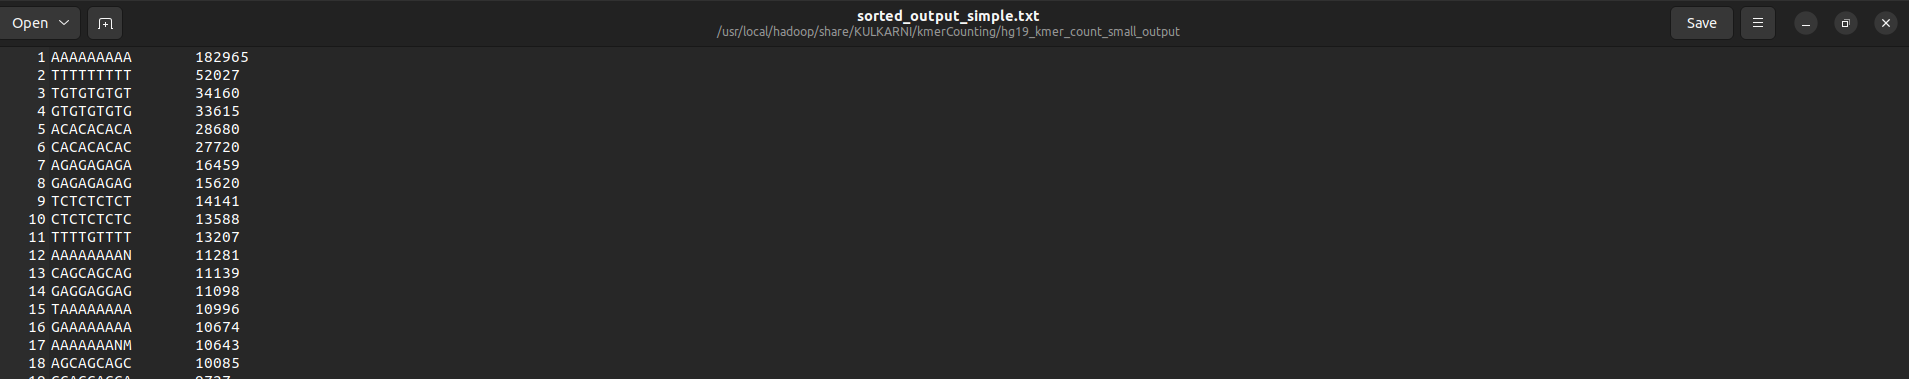 Open
sorted_output_simple.txt
/usr/local/hadoop/share/KULKARNI/kmerCounting/hg19_kmer_count_small_output
Save
1 AAAAAAAAA 182965
2 TTTTTTTTT 52027
3 TGTGTGTGT 34160
4 GTGTGTGTG 33615
5 ACACACACA 28680
6 CACACACAC 27720
7 AGAGAGAGA 16459
8 GAGAGAGAG 15620
9 TCTCTCTCT 14141
10 CTCTCTCTC 13588
11 TTTTGTTTT 13207
12 AAAAAAAAN 11281
13 CAGCAGCAG 11139
14 GAGGAGGAG 11098
15 TAAAAAAAA 10996
16 GAAAAAAAA 10674
17 AAAAAAANM 10643
18 AGCAGCAGC 10085